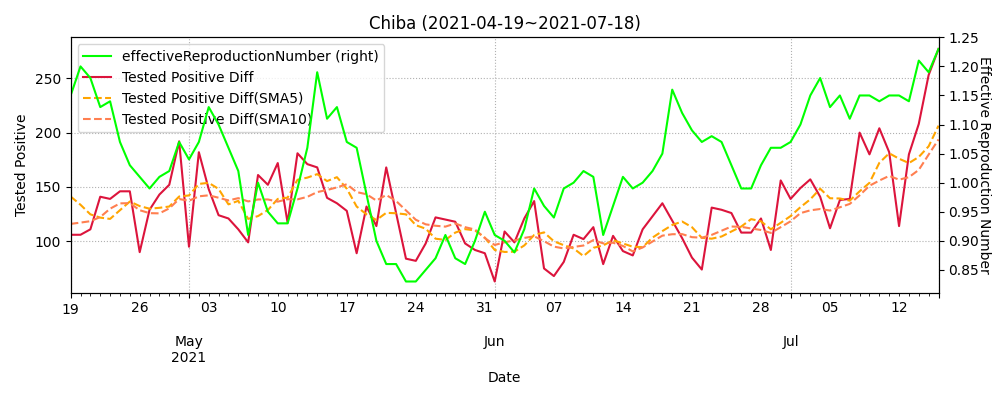 Chiba (2021-04-19~2021-07-18)
effectiveReproductionNumber (right)
Tested Positive Diff
Tested Positive Diff(SMA5)
Tested Positive Diff(SMA10)
Tested Positive
250
200
150
100
1.25
1.20
1.15
1.10
1.05
1.00
0.95
0.90
0.85
Effective Reproduction Number
19 26 03 10 17 24 31 07 14 21 28 05 12
May Jun Jul
2021
Date